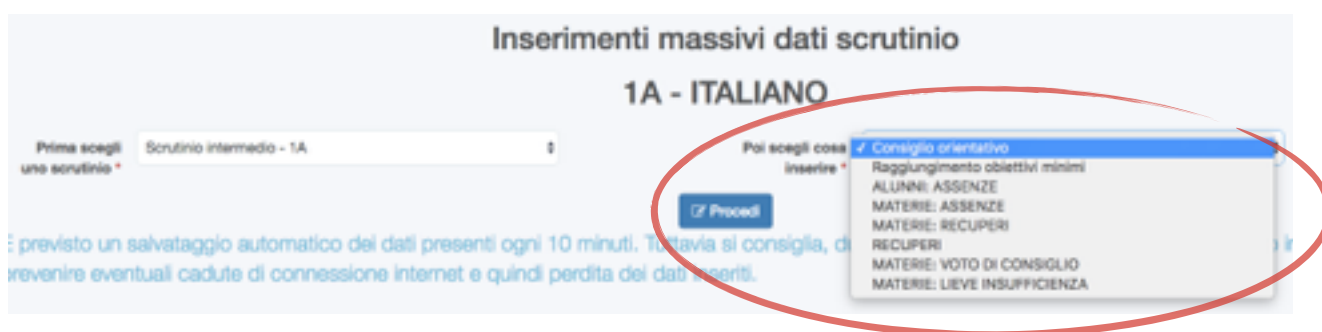 Inserimenti massivi dati scrutinio
1A - ITALIANO
Prima scegli uno scrutinio *
Scrutinio intermedio - 1A
Poi scegli cosa inserire *
✓ Consiglio orientativo
Raggiungimento obiettivi minimi
ALUNNI: ASSENZE
MATERIE: ASSENZE
MATERIE: RECUPERI
RECUPERI
MATERIE: VOTO DI CONSIGLIO
MATERIE: LIEVE INSUFFICIENZA
Procedi
previsto un salvataggio automatico dei dati presenti ogni 10 minuti. Tuttavia si consiglia,
prevenire eventuali cadute di connessione internet e quindi perdita dei dati inseriti.